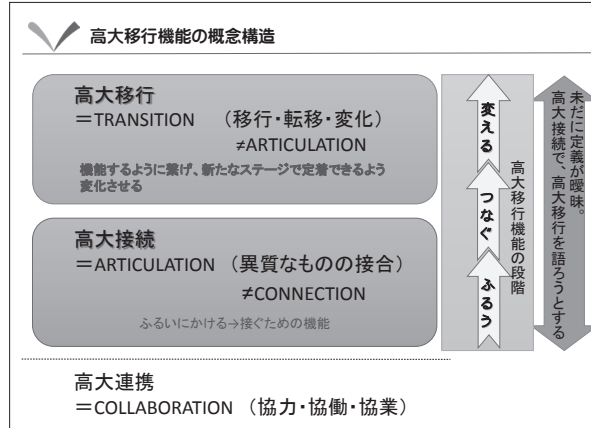 高大移行機能の概念構造
高大移行
＝TRANSITION　（移行・転移・変化）
≠ARTICULATION
機能するように繋げ、新たなステージで定着できるよう
変化させる
高大接続
＝ARTICULATION　（異質なものの接合）
≠CONNECTION
ふるいにかける→接ぐための機能
高大連携
＝COLLABORATION　（協力・協働・協業）
変える
つなぐ
ふるう
高大移行機能の段階
未だに定義が曖昧。
高大接続で、高大移行を語ろうとする